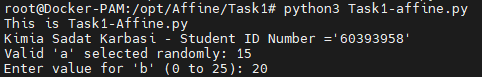 root@Docker-PAM:/opt/Affine/Task1# python3 Task1-affine.py
This is Task1-Affine.py
Kimia Sadat Karbasi - Student ID Number ='60393958'
Valid 'a' selected randomly: 15
Enter value for 'b' (0 to 25): 20